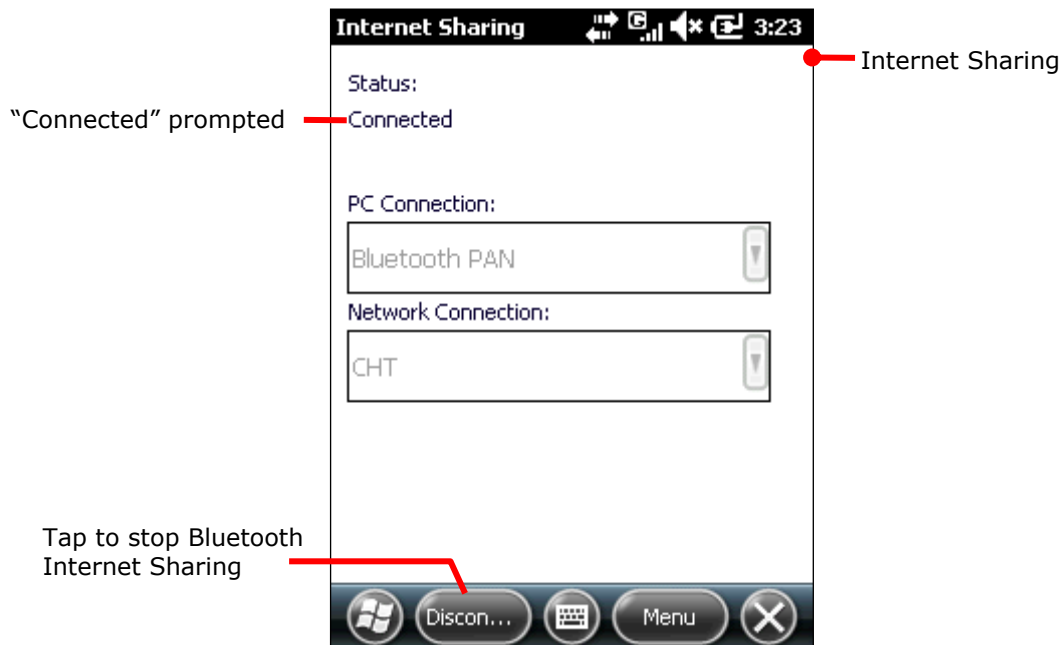 Internet Sharing G 3:23
Internet Sharing
Status:
“Connected” prompted
Connected
PC Connection:
Bluetooth PAN
Network Connection:
CHT
Tap to stop Bluetooth
Internet Sharing
Discon...
Menu